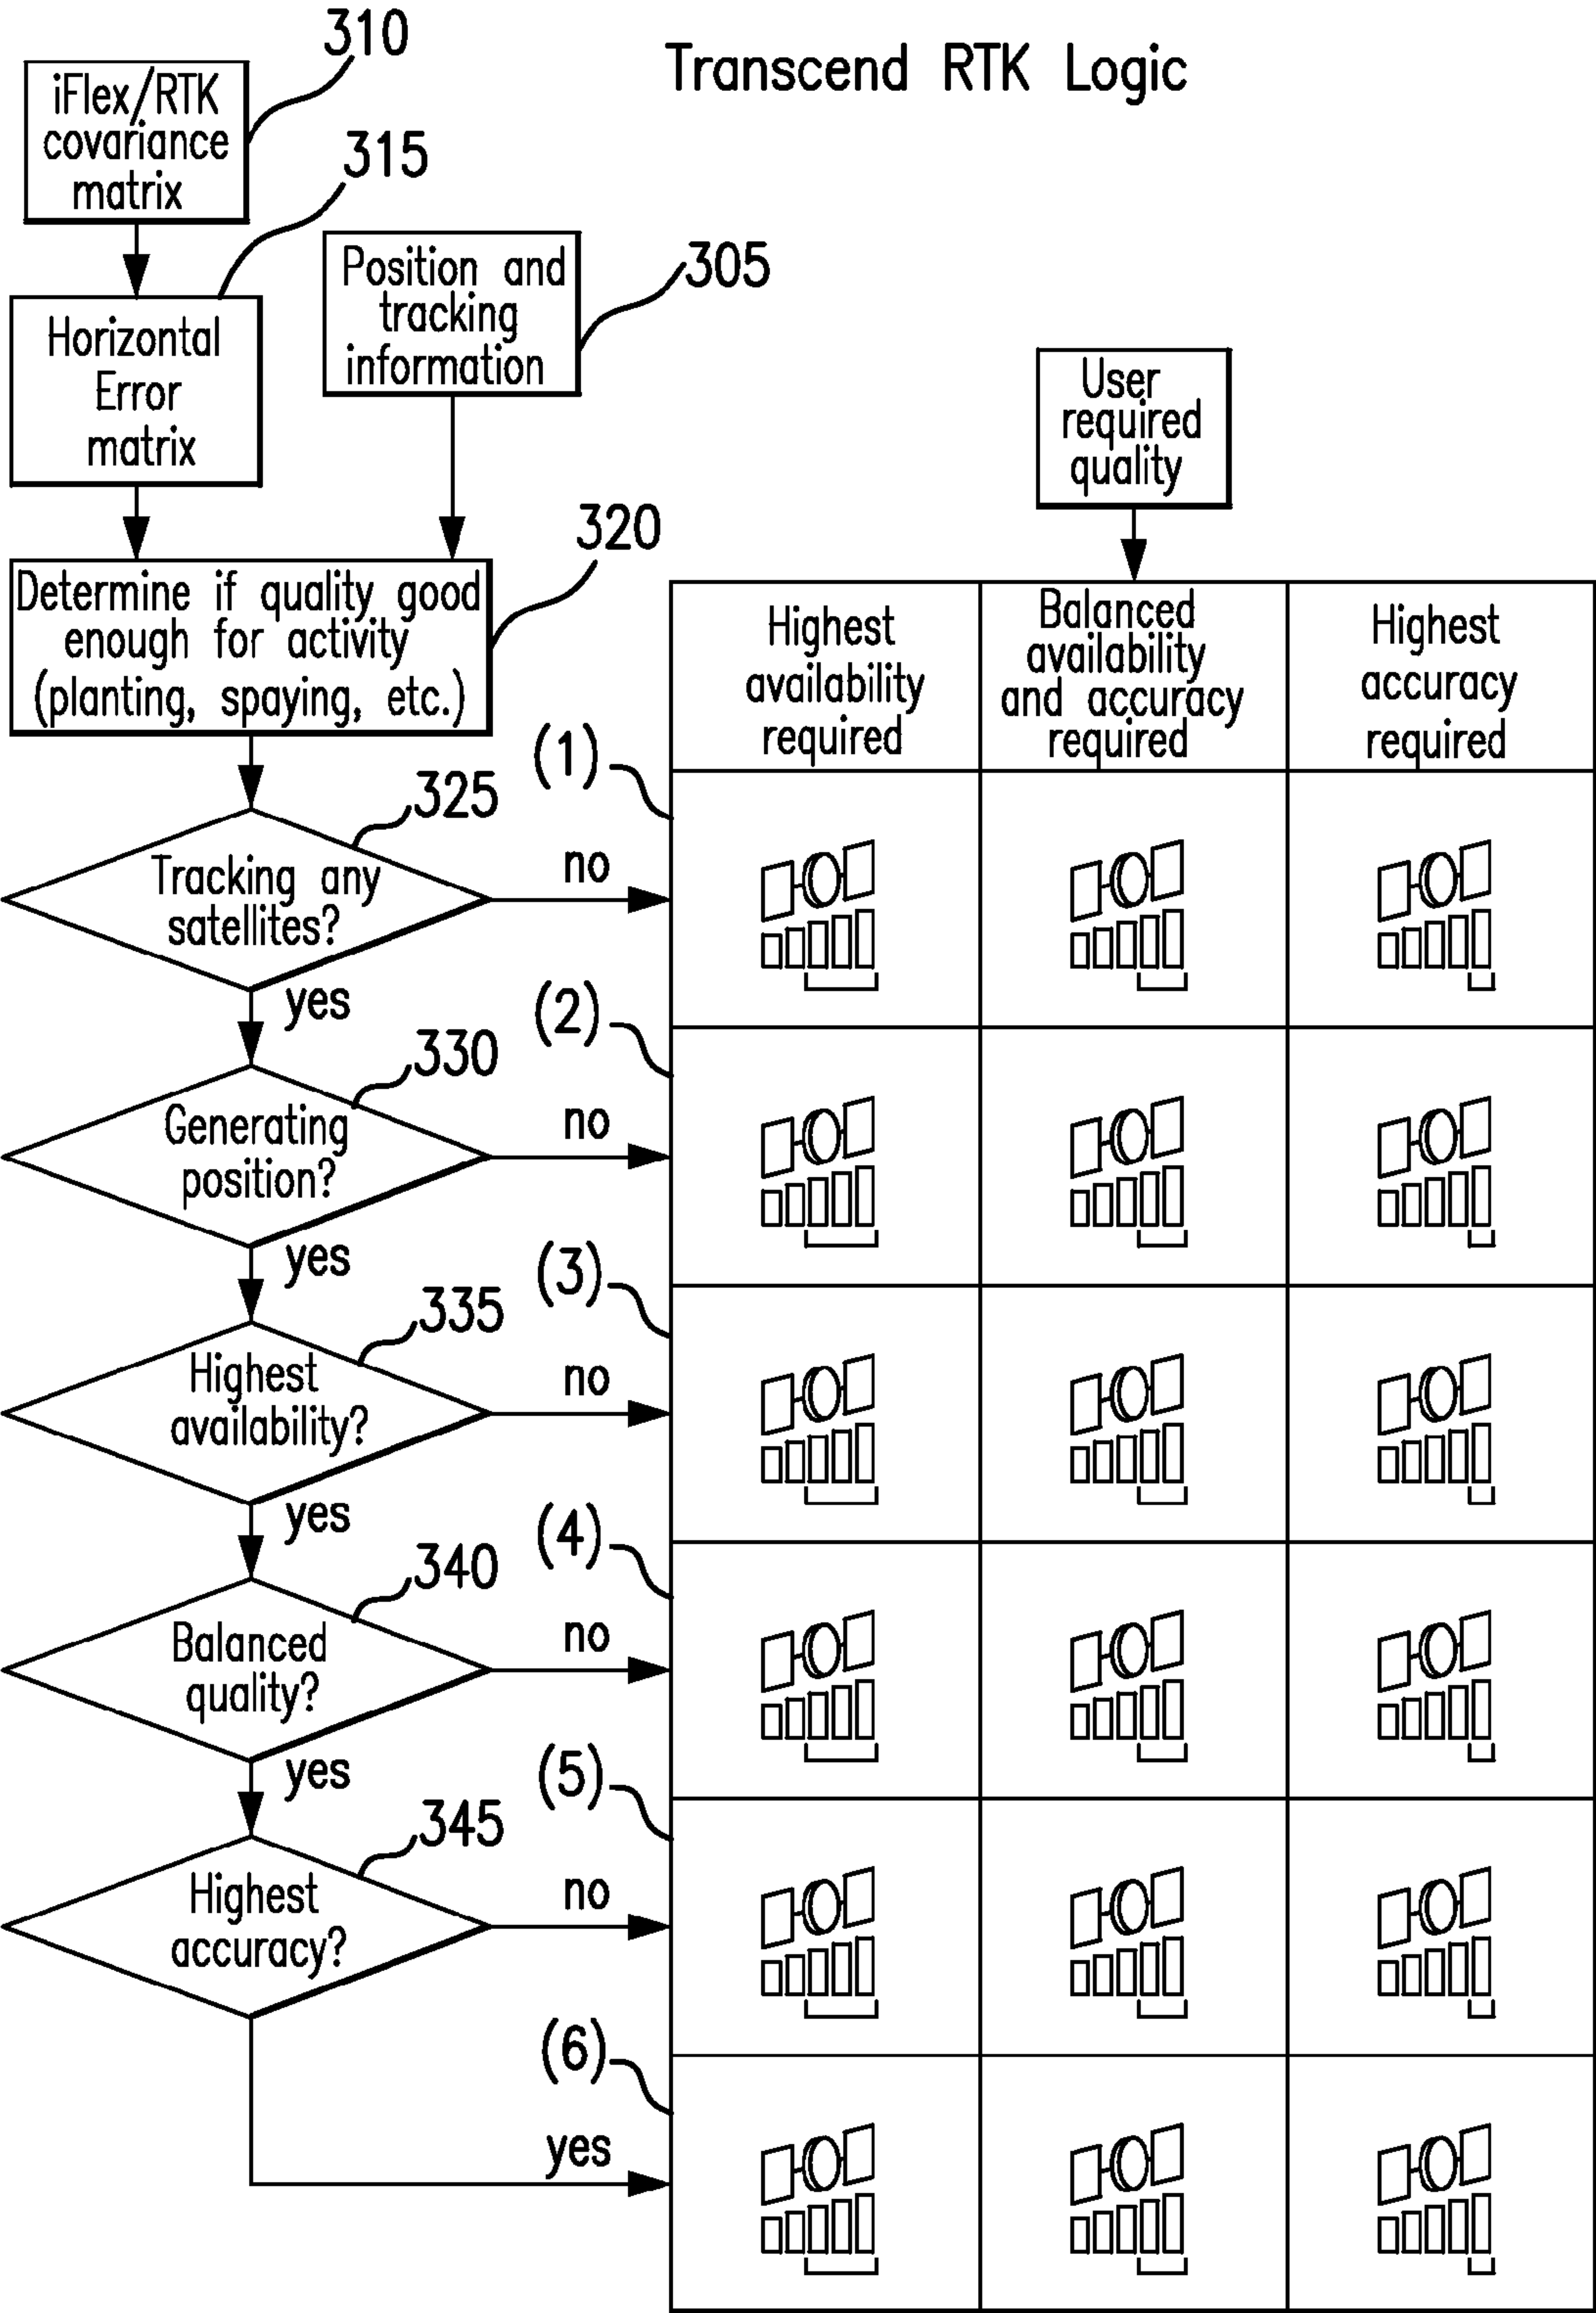 310
Transcend RTK Logic
iFlex/RTK
covariance
matrix
315
Position and
tracking
information
305
Horizontal
Error
matrix
User
required
quality
320
Determine if quality good
enough for activity
(planting, spaying, etc.)
Highest
availability
required
Balanced
availability
and accuracy
required
Highest
accuracy
required
(1)
325
Tracking any
satellites?
no
yes
(2)
330
Generating
position?
no
yes
(3)
335
Highest
availability?
no
yes
(4)
340
Balanced
quality?
no
yes
(5)
345
Highest
accuracy?
no
(6)
yes